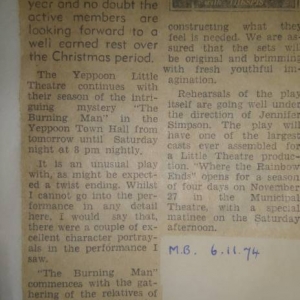 year and no doubt the
active members are
looking forward to a
well earned rest over
the Christmas period.
The Yeppoon Little
Theatre continues with
their season of the intri-
guing mystery "The
Burning Man" in the
Yeppoon Town Hall from
tomorrow until Saturday
night at 8 pm nightly.
It is an unusual play
with, as might be expect-
ed a twist ending. Whilst
I cannot go into the per-
formance in any detail
here, I would say, that
there were a couple of ex-
cellent character portray-
als in the performance I
saw.
"The Burning Man"
commences with the gat-
hering of the relatives of
constructing what they
feel is needed. We are as-
sured that the sets will
be original and brimming
with fresh youthful im-
agination.
Rehearsals of the play
itself are going well under
the direction of Jennifer
Simpson. The play will
have one of the largest
casts ever assembled for
a Little Theatre produc-
tion. "Where the Rainbow
Ends" opens for a season
of four days on November
27 in the Municipal
Theatre, with a special
matinee on the Saturday
afternoon.
M.B. 6.11.74